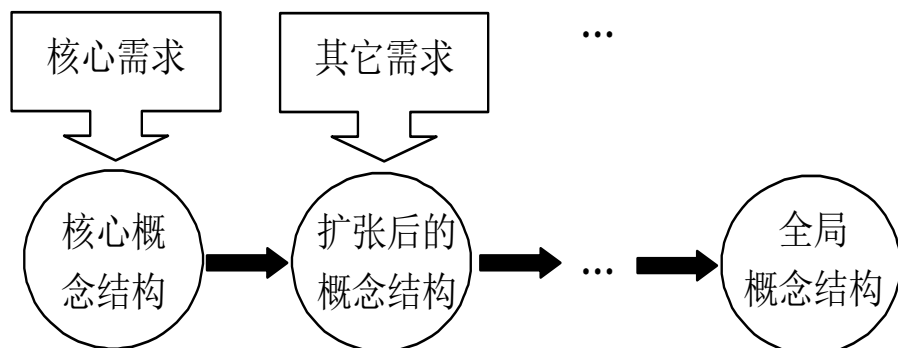 核心需求
其它需求
...
核心概
念结构
扩张后的
概念结构
...
全局
概念结构